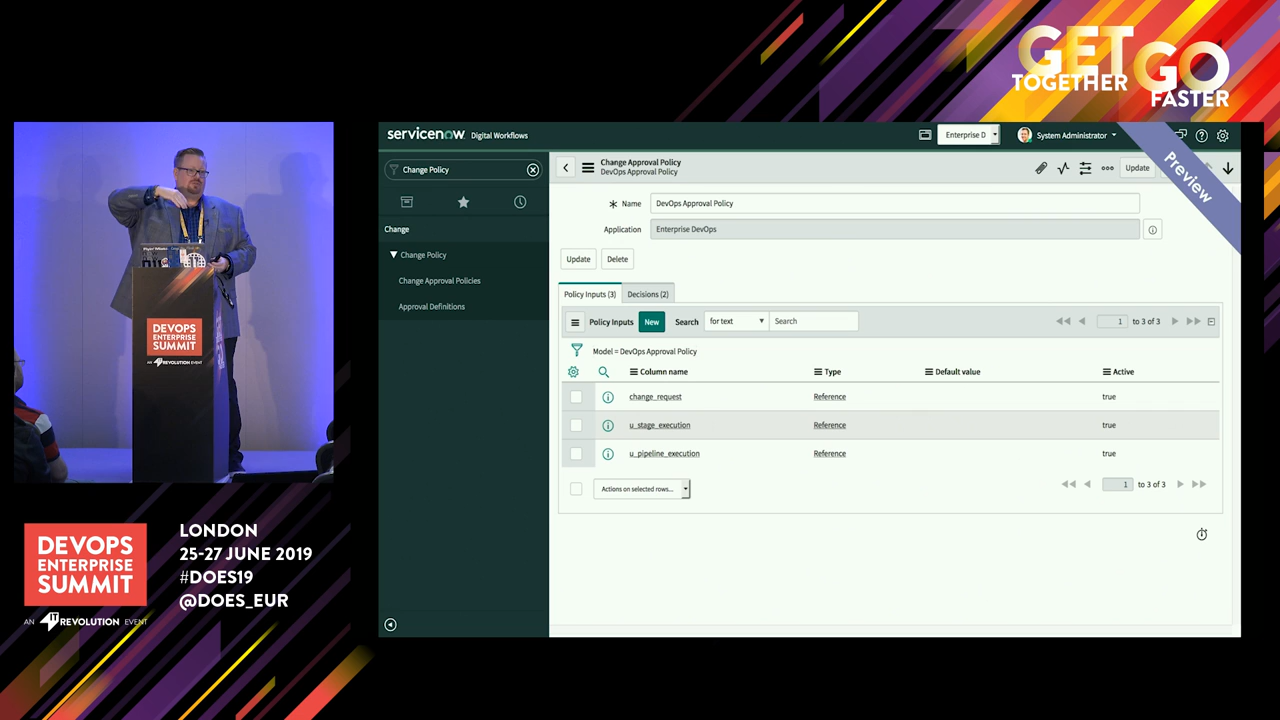 GET
TOGETHER
GO
FASTER
servicenow Digital Workflows
Enterprise D
System Administrator
Preview
Change Policy
Change
Change Policy
Change Approval Policies
Approval Definitions
Change Approval Policy
DevOps Approval Policy
Update
Name
DevOps Approval Policy
Application
Enterprise DevOps
Update
Delete
Policy Inputs (3)
Decisions (2)
Policy Inputs
New
Search
for text
Search
1 to 3 of 3
Model = DevOps Approval Policy
Column name
Type
Default value
Active
change_request
Reference
true
u_stage_execution
Reference
true
u_pipeline_execution
Reference
true
Actions on selected rows...
1 to 3 of 3
DEVOPS
ENTERPRISE
SUMMIT
AN IT REVOLUTION EVENT
DEVOPS
ENTERPRISE
SUMMIT
AN IT REVOLUTION EVENT
LONDON
25-27 JUNE 2019
#DOES19
@DOES_EUR